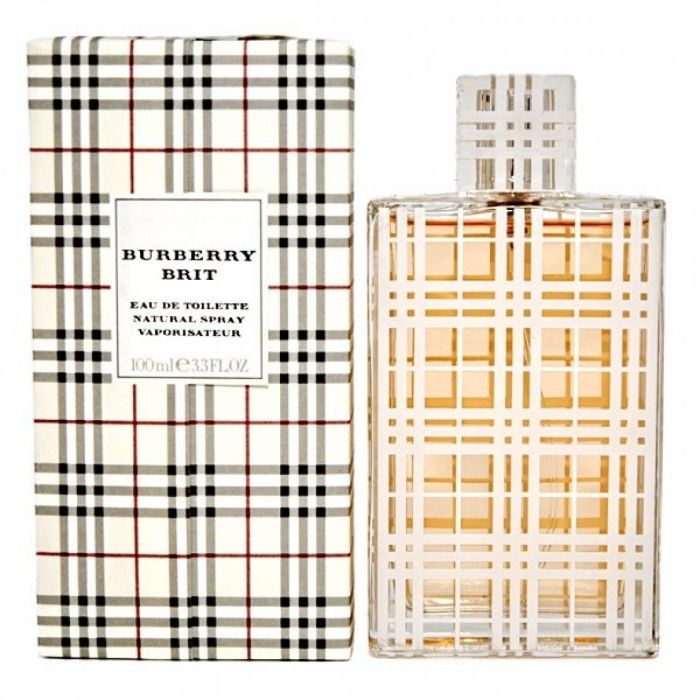 BURBERRY
BRIT
EAU DE TOILETTE
NATURAL SPRAY
VAPORISATEUR
100ml℮3.3FL.OZ